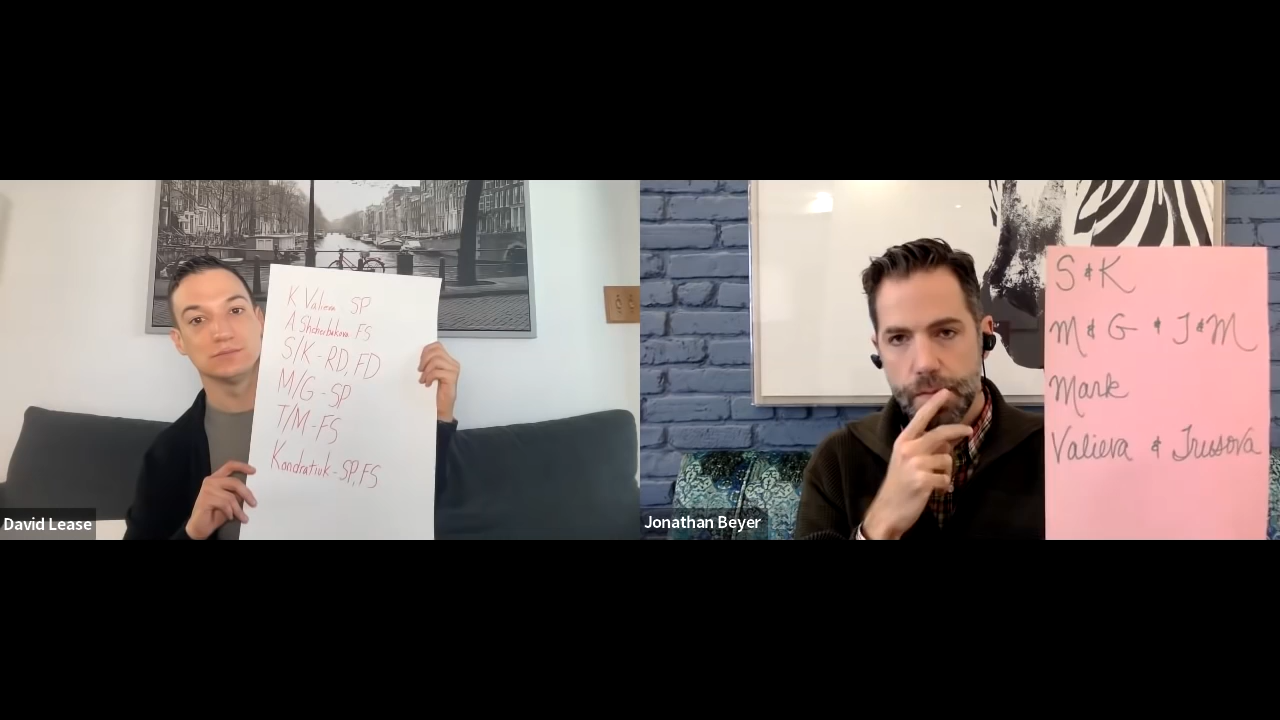 K Valieva SP
A Shcherbakova FS
S/K - RD, FD
M/G - SP
T/M - FS
Kondratiuk - SP, FS
David Lease
S & K
M & G & T & M
Mark
Valieva & Trusova
Jonathan Beyer